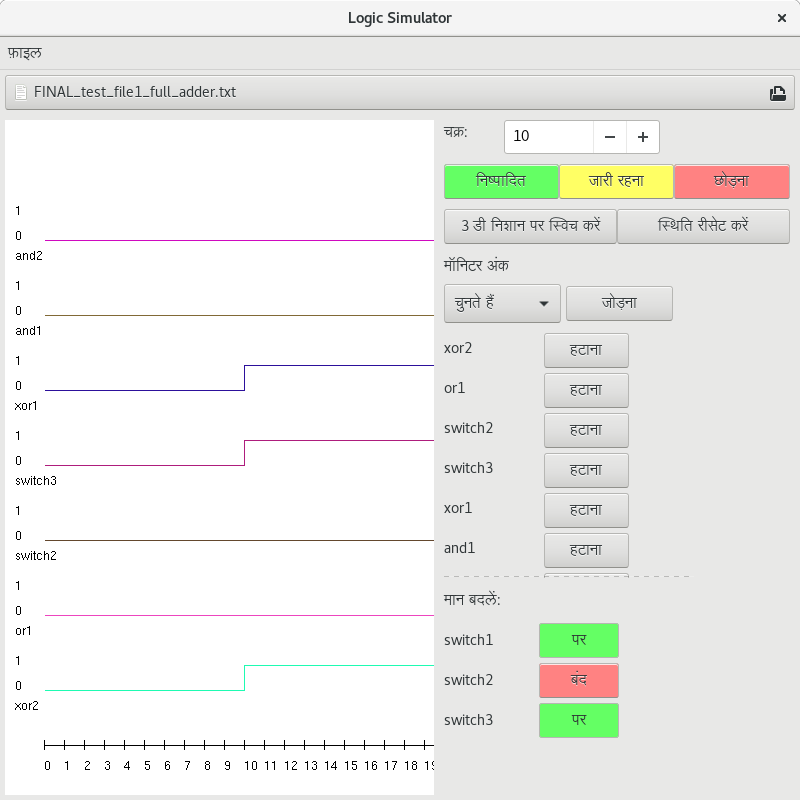 Logic Simulator
फ़ाइल
FINAL_test_file1_full_adder.txt
1
0
and2
1
0
and1
1
0
xor1
1
0
switch3
1
0
switch2
1
0
or1
1
0
xor2
0 1 2 3 4 5 6 7 8 9 10 11 12 13 14 15 16 17 18 19
चक्र: 10
निष्पादित जारी रहना छोड़ना
3 डी निशान पर स्विच करें स्थिति रीसेट करें
मॉनिटर अंक
चुनते हैं जोड़ना
xor2 हटाना
or1 हटाना
switch2 हटाना
switch3 हटाना
xor1 हटाना
and1 हटाना
मान बदलें:
switch1 पर
switch2 बंद
switch3 पर